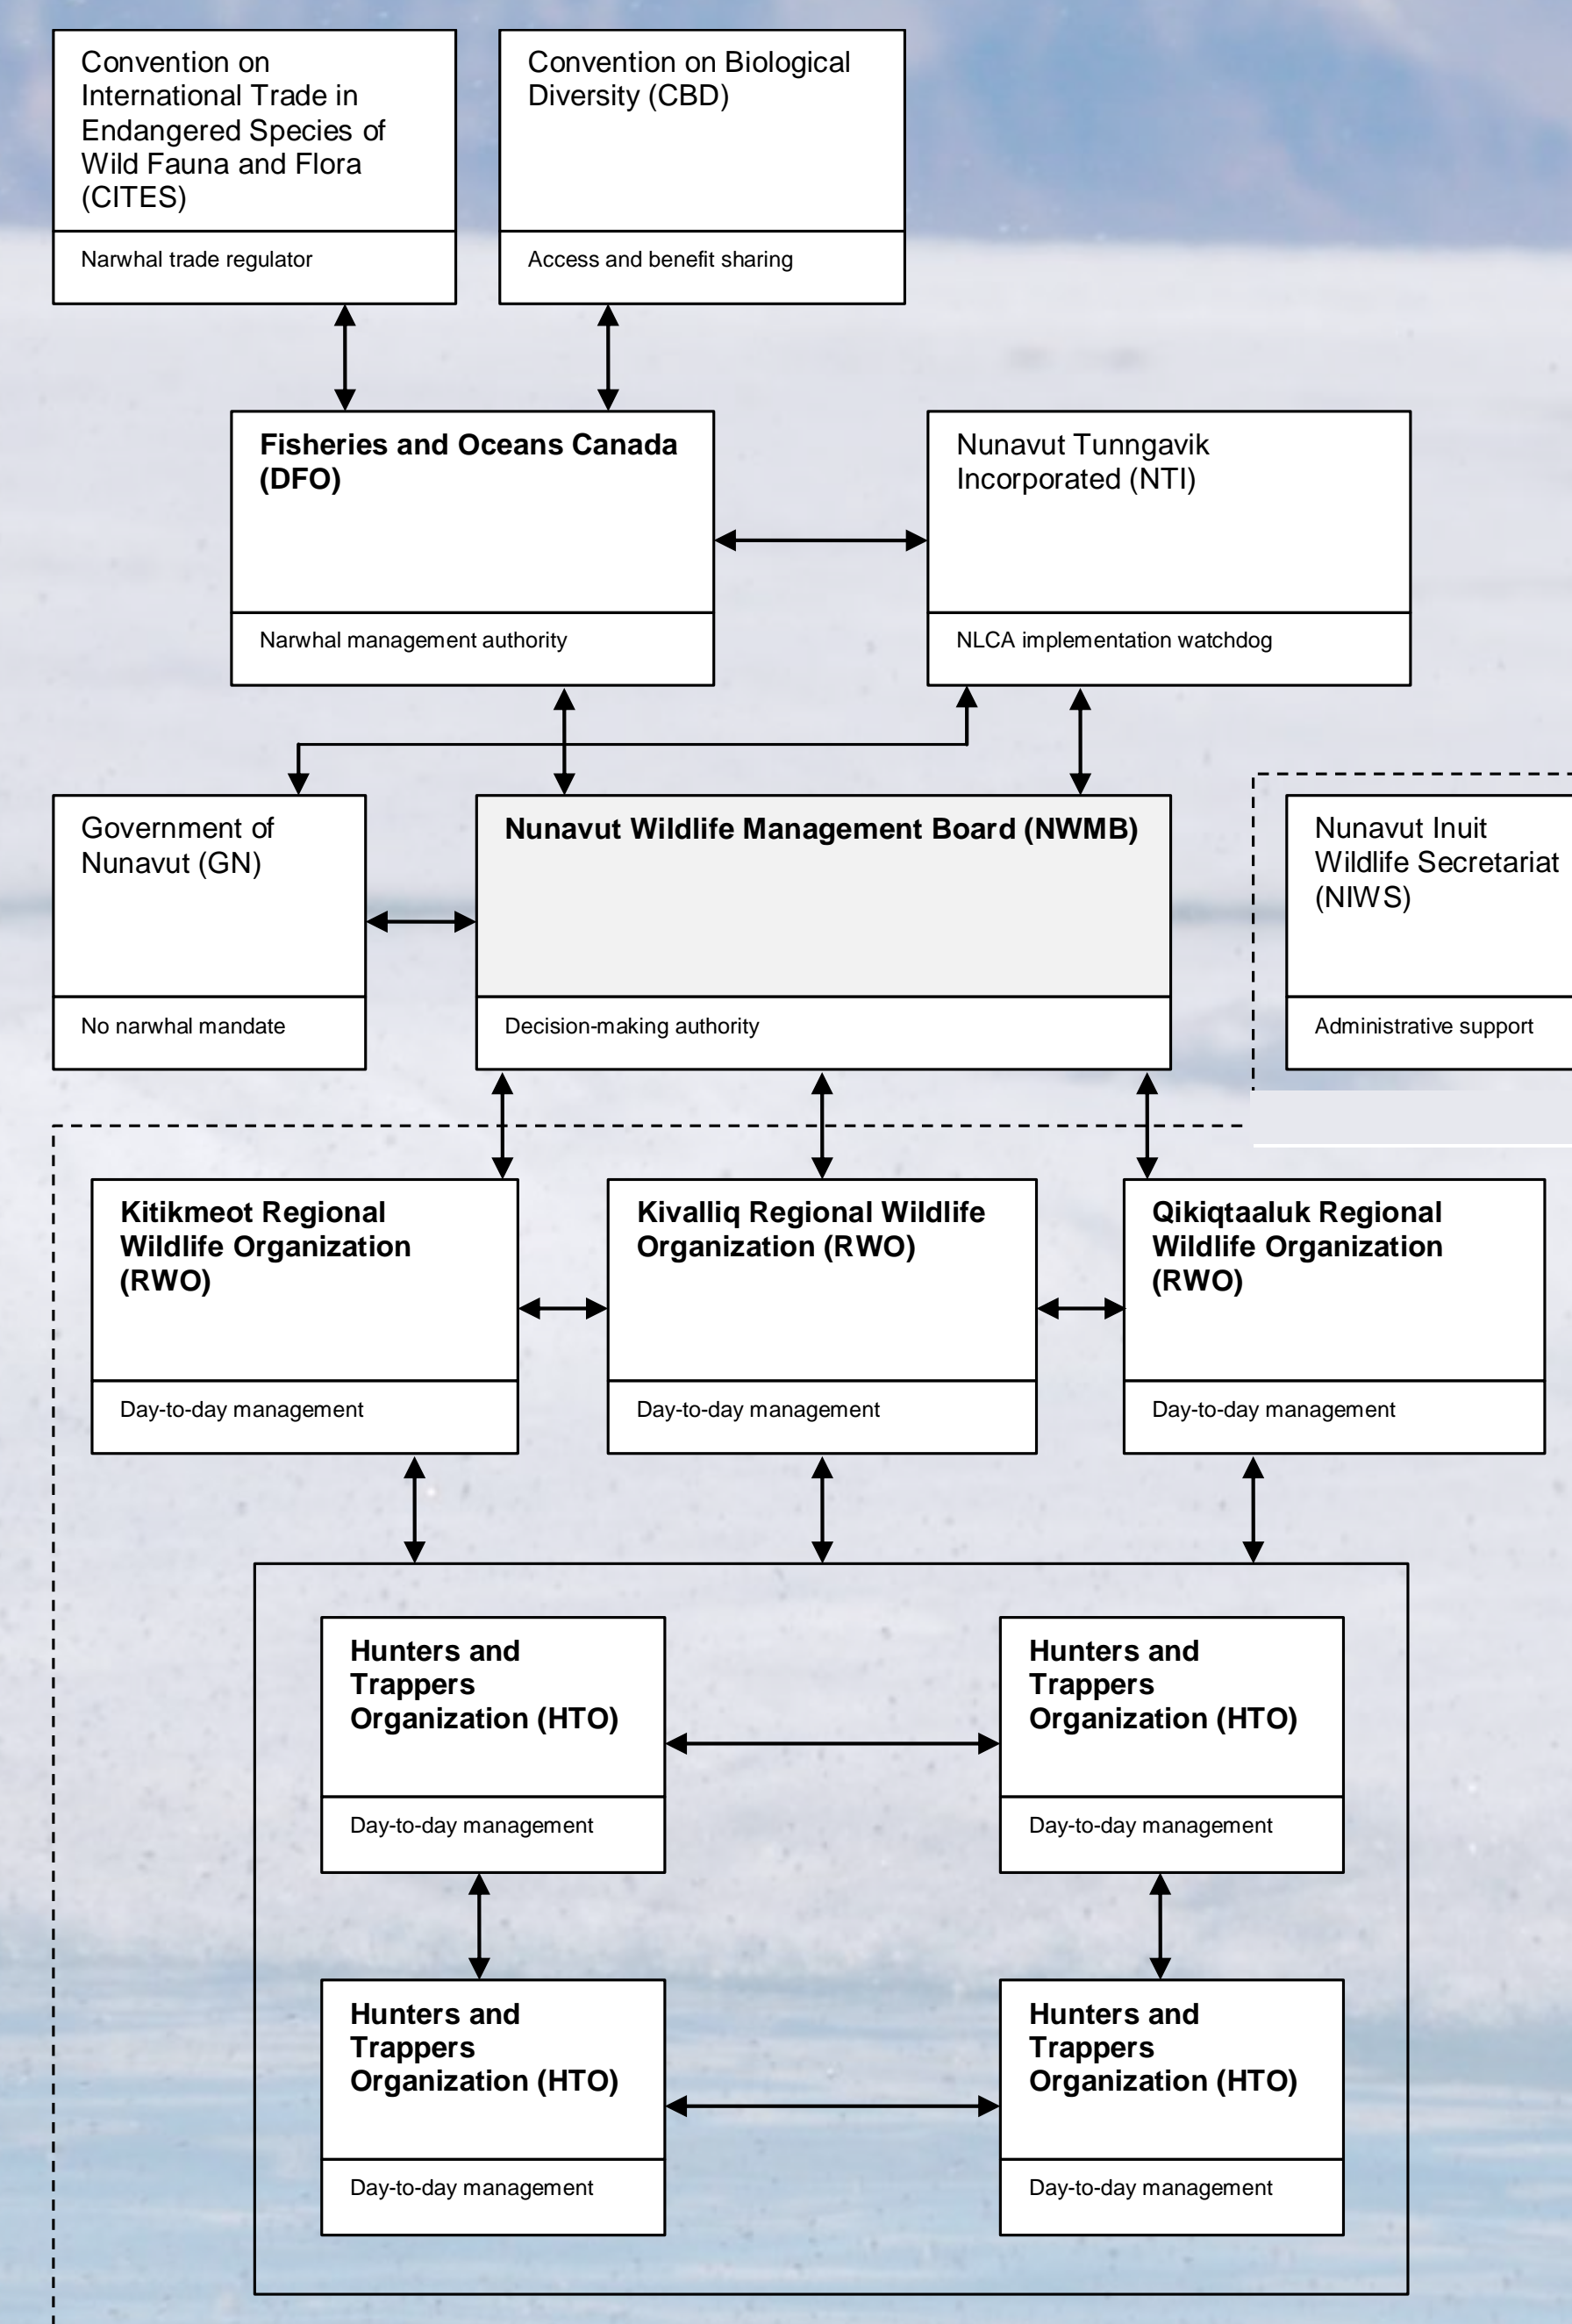 Convention on
International Trade in
Endangered Species of
Wild Fauna and Flora
(CITES)
Narwhal trade regulator
Convention on Biological
Diversity (CBD)
Access and benefit sharing
Fisheries and Oceans Canada
(DFO)
Narwhal management authority
Nunavut Tunngavik
Incorporated (NTI)
NLCA implementation watchdog
Government of
Nunavut (GN)
No narwhal mandate
Nunavut Wildlife Management Board (NWMB)
Decision-making authority
Nunavut Inuit
Wildlife Secretariat
(NIWS)
Administrative support
Kitikmeot Regional
Wildlife Organization
(RWO)
Day-to-day management
Kivalliq Regional Wildlife
Organization (RWO)
Day-to-day management
Qikiqtaaluk Regional
Wildlife Organization
(RWO)
Day-to-day management
Hunters and
Trappers
Organization (HTO)
Day-to-day management
Hunters and
Trappers
Organization (HTO)
Day-to-day management
Hunters and
Trappers
Organization (HTO)
Day-to-day management
Hunters and
Trappers
Organization (HTO)
Day-to-day management